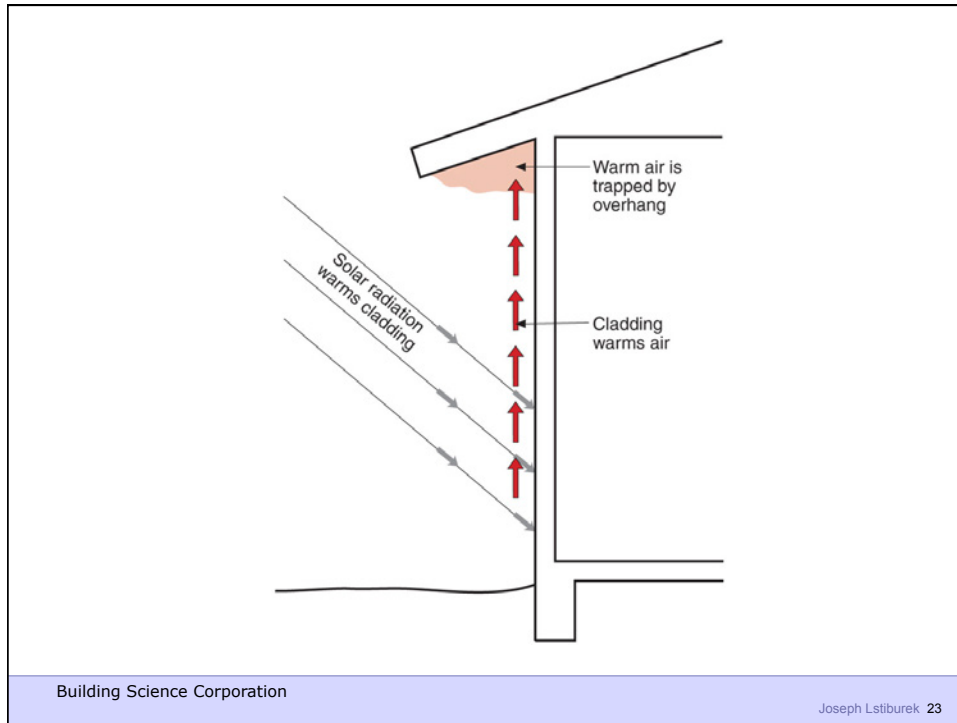 Warm air is
trapped by
overhang
Solar radiation
warms cladding
Cladding
warms air
Building Science Corporation
Joseph Lstiburek 23